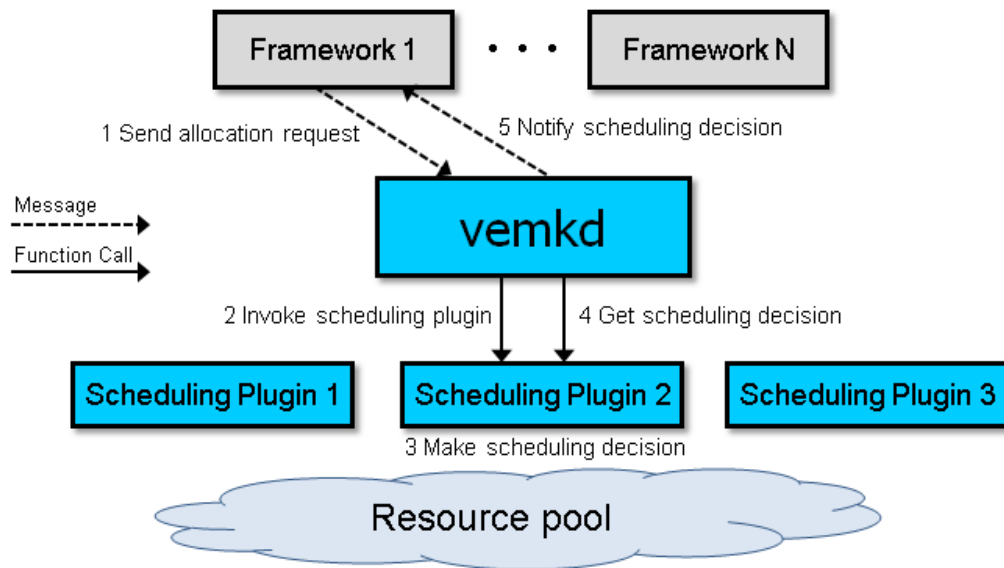 Framework 1
• • •
Framework N
1 Send allocation request
5 Notify scheduling decision
Message
Function Call
vemkd
2 Invoke scheduling plugin
4 Get scheduling decision
Scheduling Plugin 1
Scheduling Plugin 2
Scheduling Plugin 3
3 Make scheduling decision
Resource pool